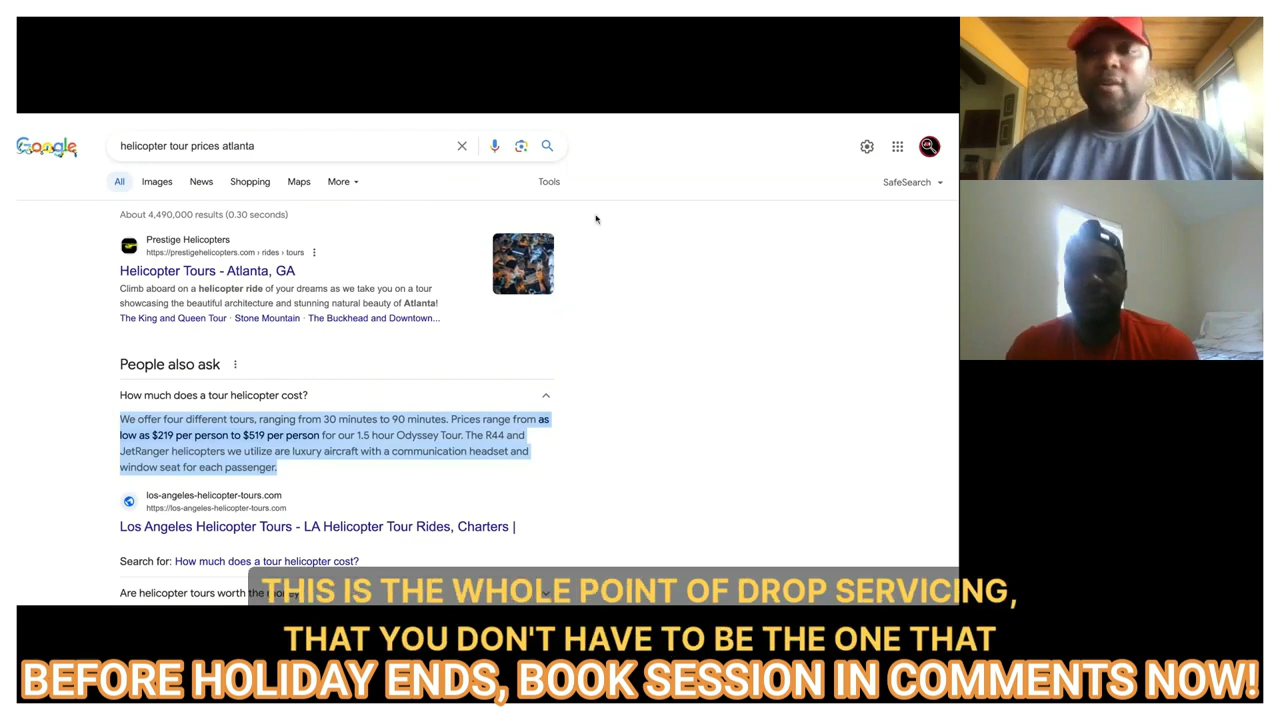 Google
helicopter tour prices atlanta
All Images News Shopping Maps More Tools SafeSearch
About 4,490,000 results (0.30 seconds)
Prestige Helicopters
https://prestigehelicopters.com › rides › tours
Helicopter Tours - Atlanta, GA
Climb aboard on a helicopter ride of your dreams as we take you on a tour
showcasing the beautiful architecture and stunning natural beauty of Atlanta!
The King and Queen Tour · Stone Mountain · The Buckhead and Downtown...
People also ask
How much does a tour helicopter cost?
We offer four different tours, ranging from 30 minutes to 90 minutes. Prices range from as
low as $219 per person to $519 per person for our 1.5 hour Odyssey Tour. The R44 and
JetRanger helicopters we utilize are luxury aircraft with a communication headset and
window seat for each passenger.
los-angeles-helicopter-tours.com
https://los-angeles-helicopter-tours.com
Los Angeles Helicopter Tours - LA Helicopter Tour Rides, Charters |
Search for: How much does a tour helicopter cost?
Are helicopter tours worth the money
THIS IS THE WHOLE POINT OF DROP SERVICING,
THAT YOU DON'T HAVE TO BE THE ONE THAT
BEFORE HOLIDAY ENDS, BOOK SESSION IN COMMENTS NOW!